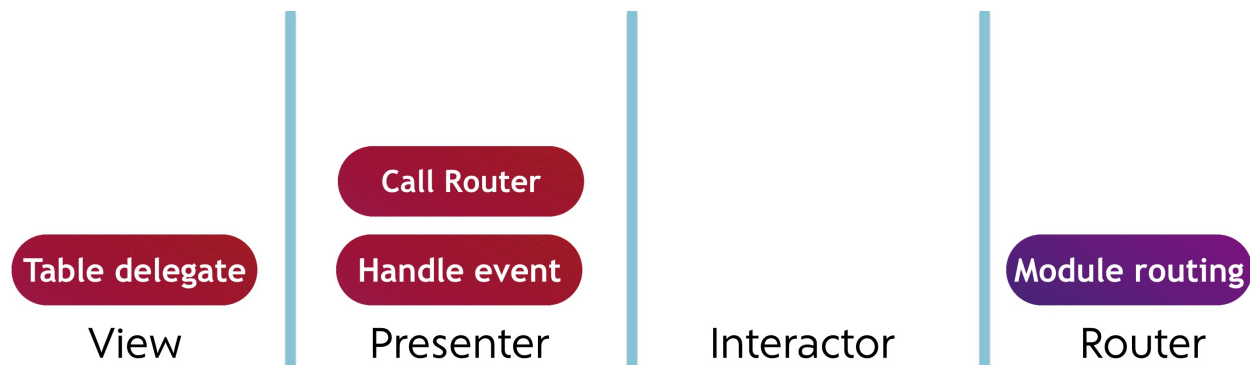 Call Router
Table delegate
Handle event
Module routing
View
Presenter
Interactor
Router